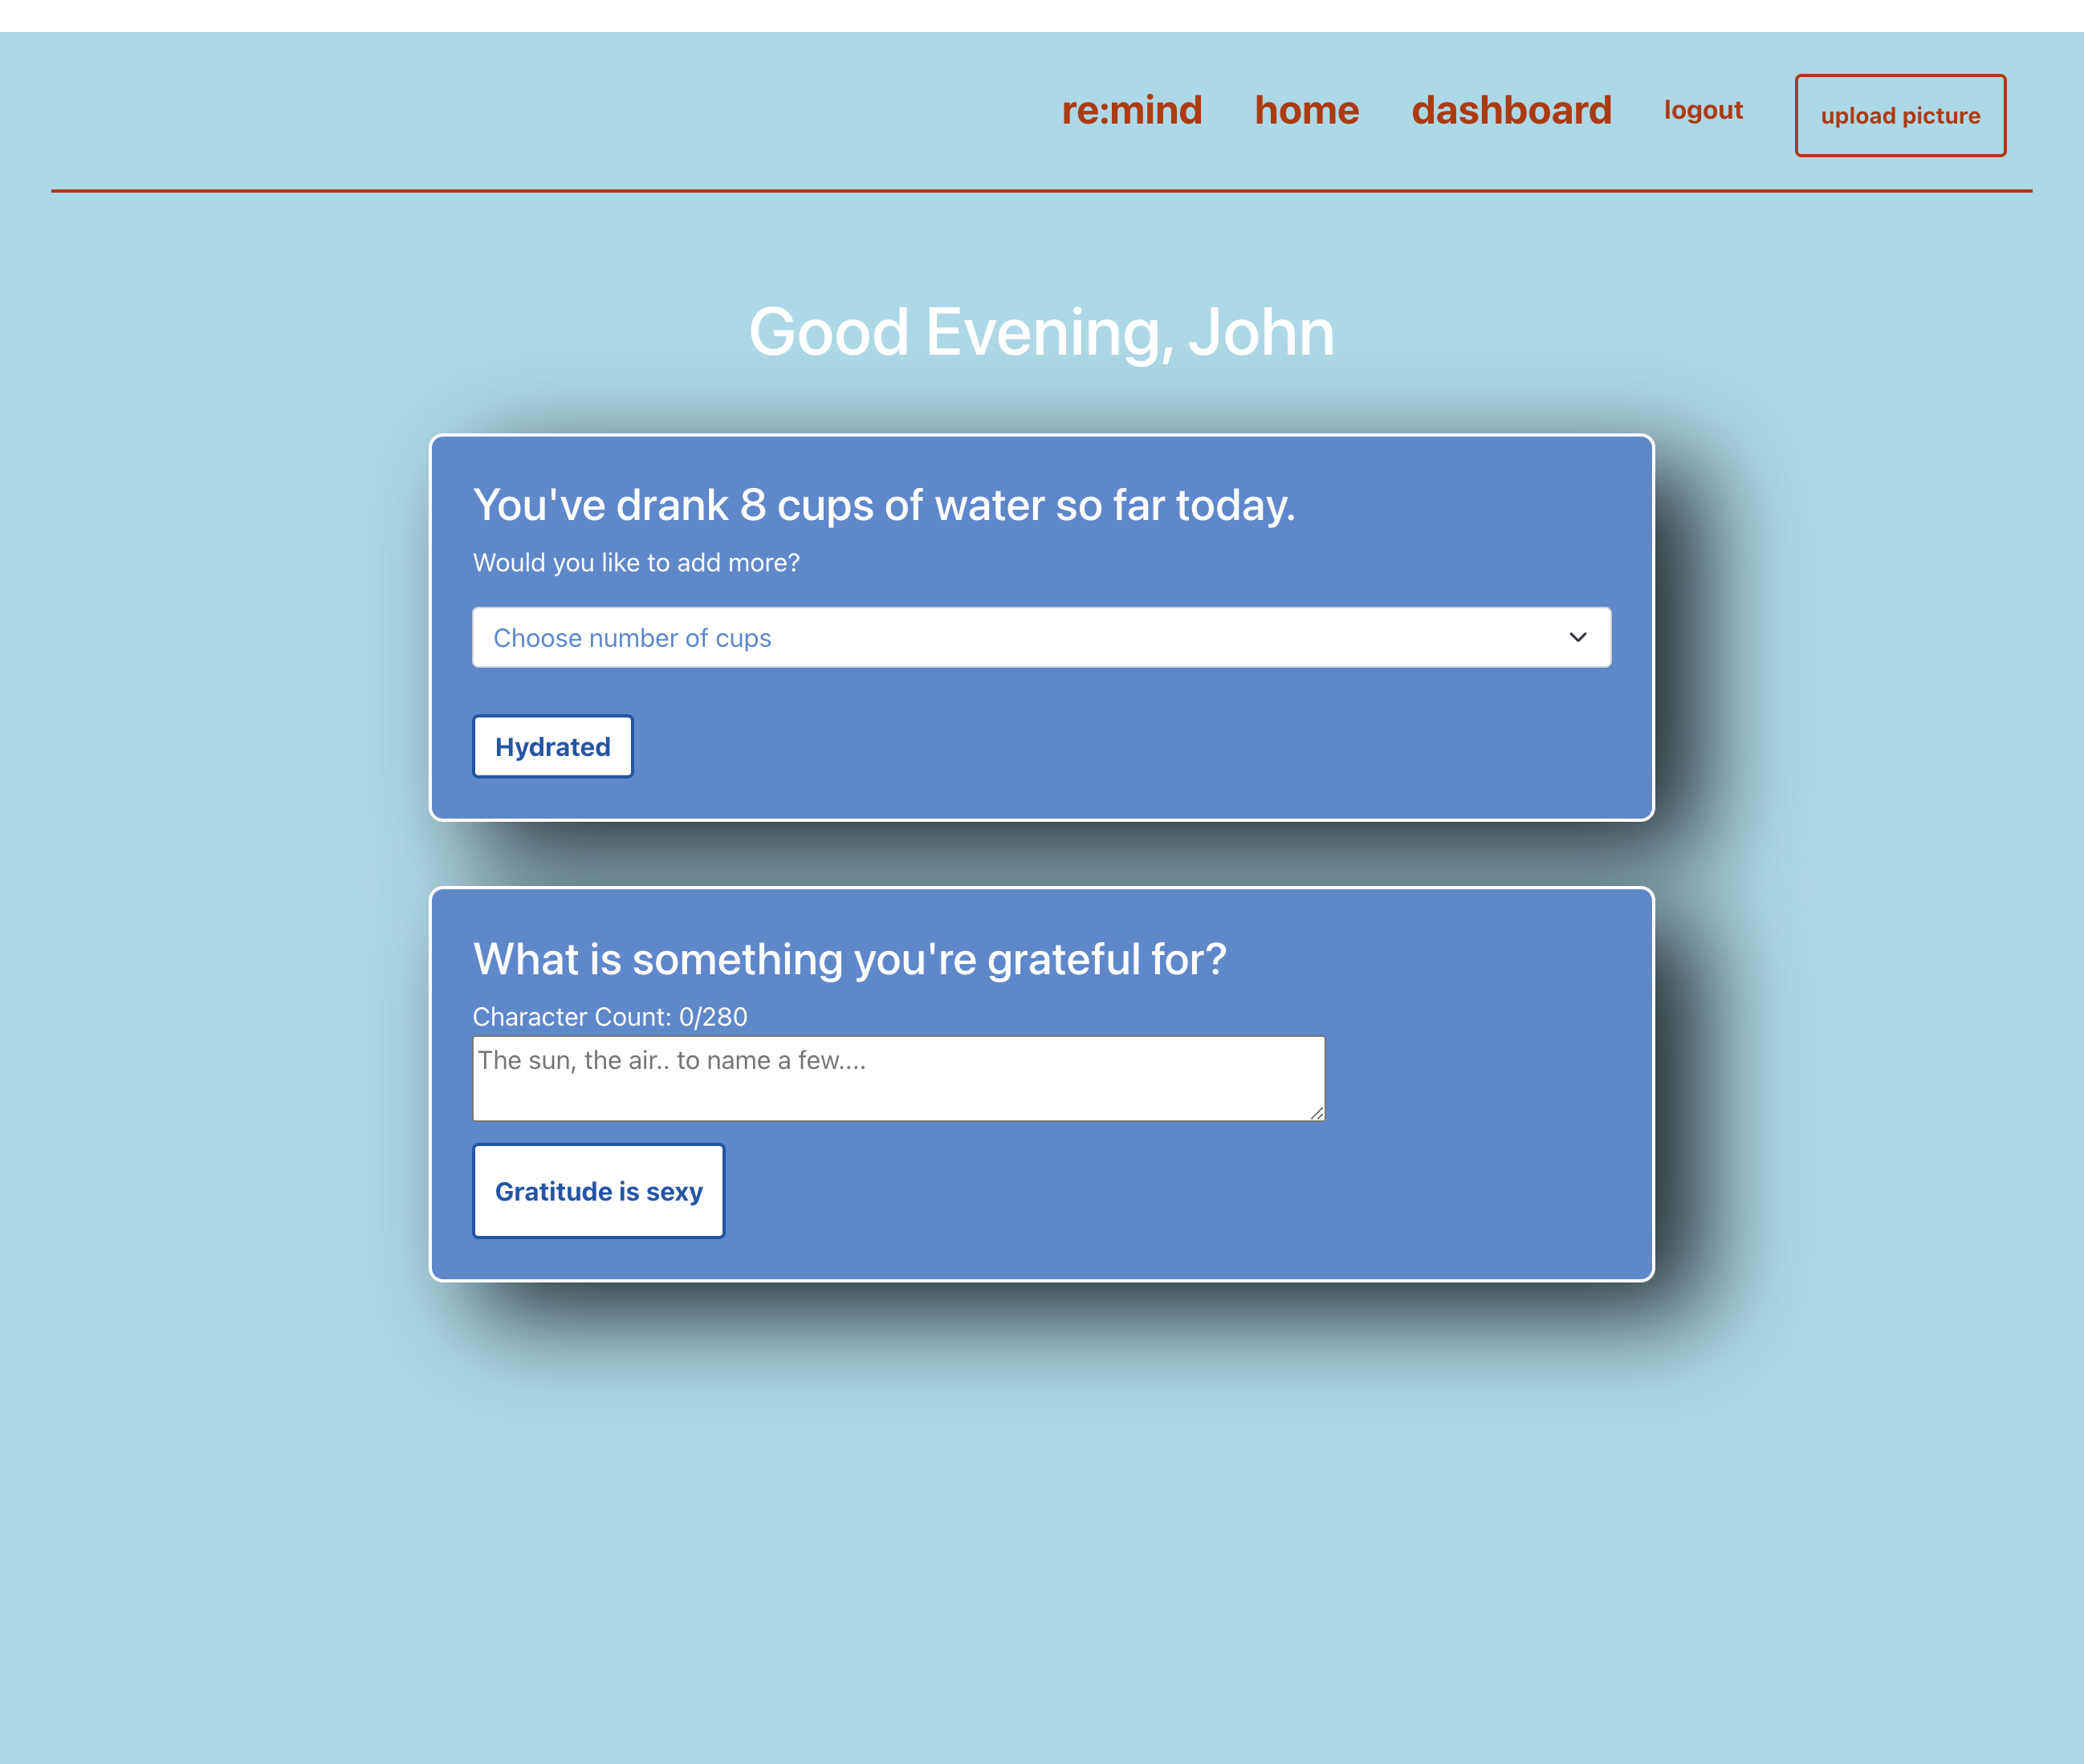 re:mind home dashboard logout upload picture
Good Evening, John
You've drank 8 cups of water so far today.
Would you like to add more?
Choose number of cups
Hydrated
What is something you're grateful for?
Character Count: 0/280
The sun, the air.. to name a few....
Gratitude is sexy